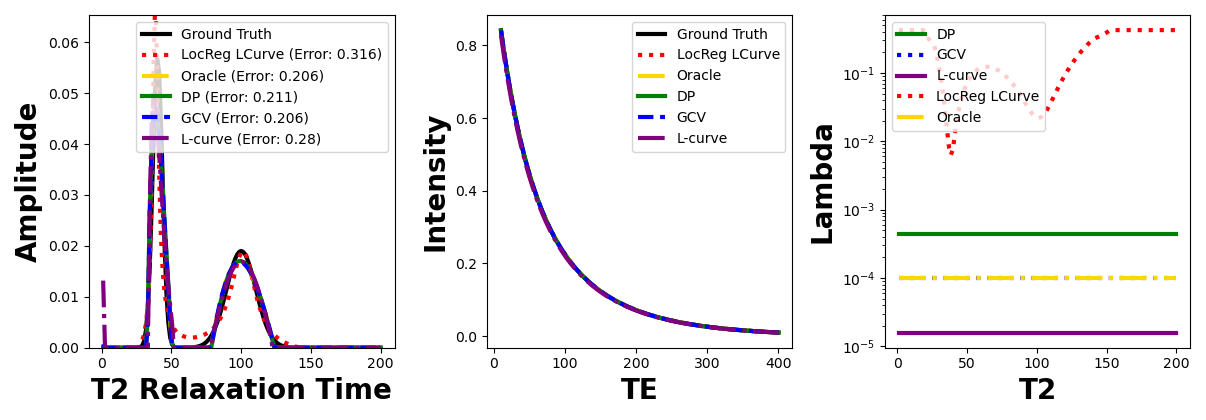 Amplitude
0.06
0.05
0.04
0.03
0.02
0.01
0.00
0
50
100
150
200
T2 Relaxation Time
Ground Truth
LocReg LCurve (Error: 0.316)
Oracle (Error: 0.206)
DP (Error: 0.211)
GCV (Error: 0.206)
L-curve (Error: 0.28)
Intensity
0.8
0.6
0.4
0.2
0.0
0
100
200
300
400
TE
Ground Truth
LocReg LCurve
Oracle
DP
GCV
L-curve
Lambda
10⁻¹
10⁻²
10⁻³
10⁻⁴
10⁻⁵
0
50
100
150
200
T2
DP
GCV
L-curve
LocReg LCurve
Oracle